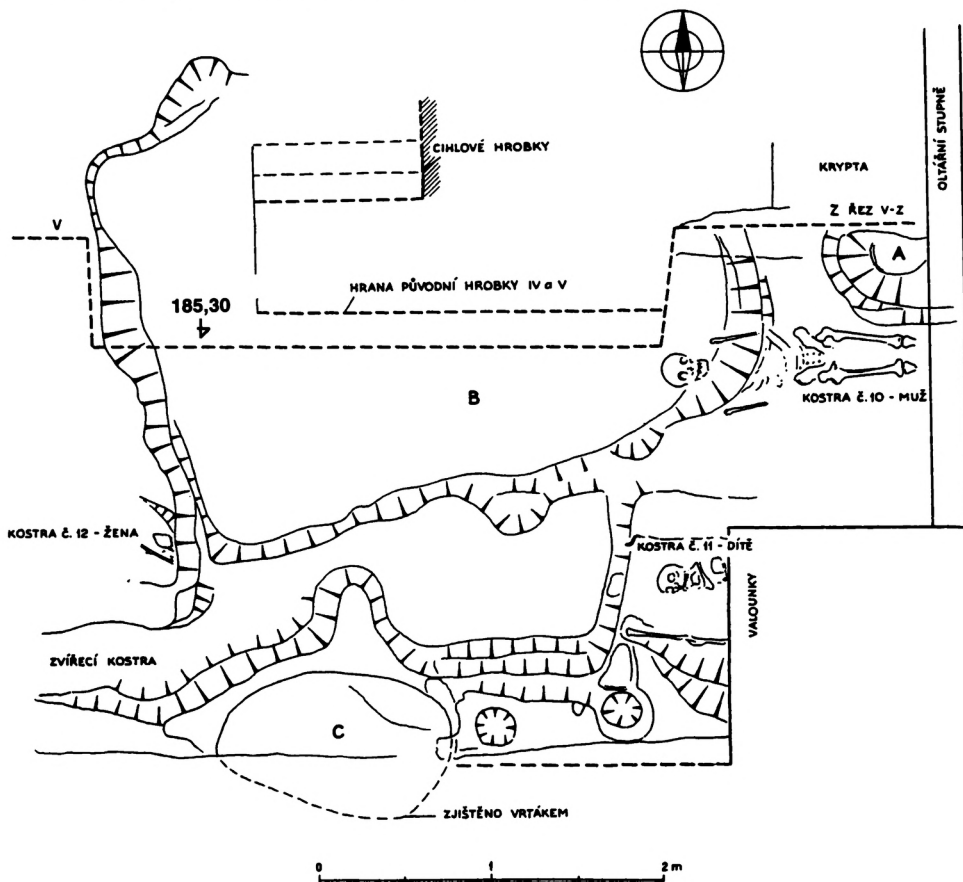 CIHLOVÉ HROBKY
KRYPTA
OLTÁŘNÍ STUPNĚ
V
Z ŘEZ V-Z
A
HRANA PŮVODNÍ HROBKY IV a V
185,30
B
KOSTRA Č.10 - MUŽ
KOSTRA Č.12 - ŽENA
KOSTRA Č.11 - DÍTĚ
VALOUNKY
ZVÍŘECÍ KOSTRA
C
ZJIŠTĚNO VRTÁKEM
0 1 2 m